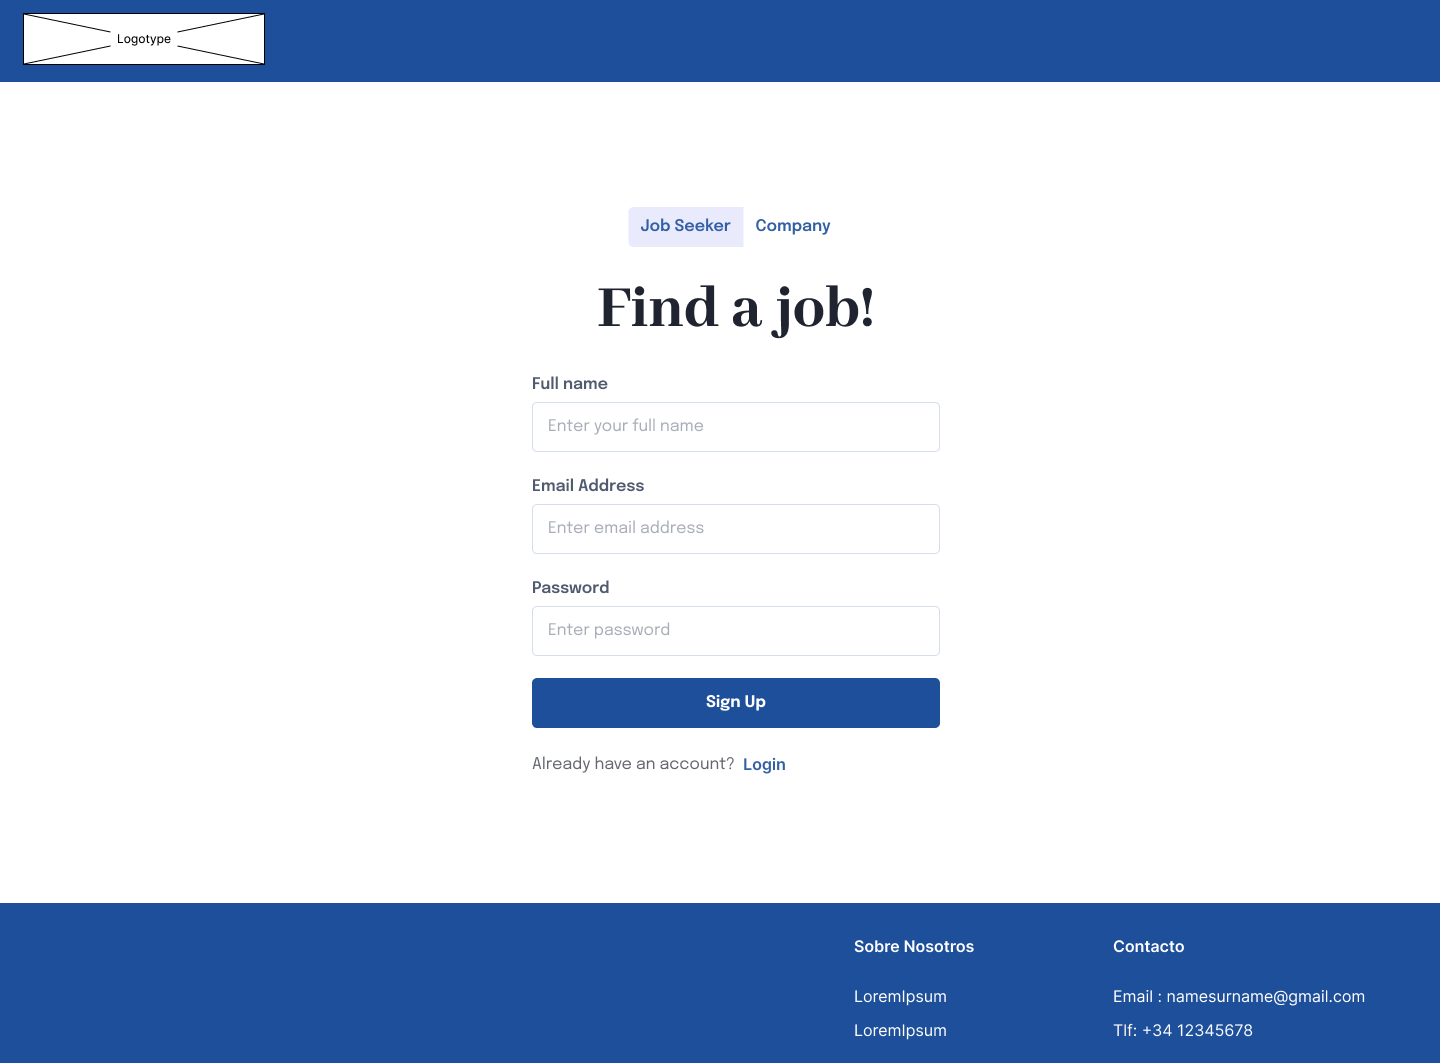 Logotype
Job Seeker
Company
Find a job!
Full name
Enter your full name
Email Address
Enter email address
Password
Enter password
Sign Up
Already have an account? Login
Sobre Nosotros
LoremIpsum
LoremIpsum
Contacto
Email : namesurname@gmail.com
Tlf: +34 12345678